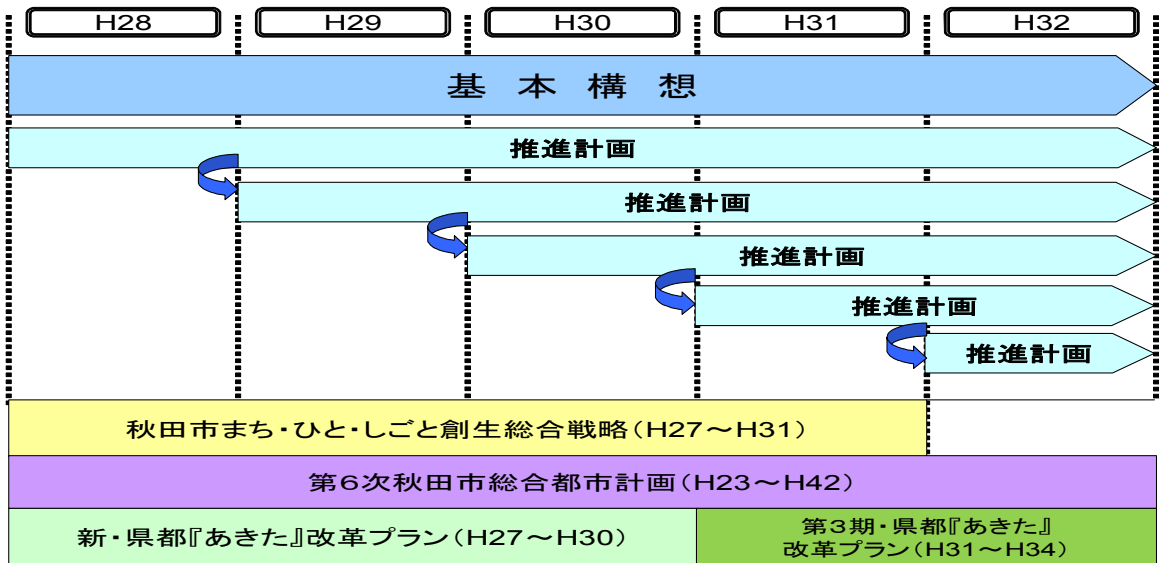 H28
H29
H30
H31
H32
基本構想
推進計画
推進計画
推進計画
推進計画
推進計画
秋田市まち・ひと・しごと創生総合戦略(H27～H31)
第6次秋田市総合都市計画(H23～H42)
新・県都『あきた』改革プラン(H27～H30)
第3期・県都『あきた』
改革プラン(H31～H34)